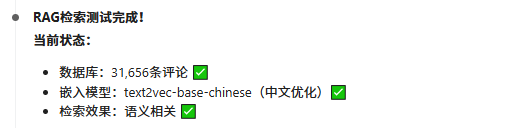 RAG检索测试完成！
当前状态：
数据库：31,656条评论 ✅
嵌入模型：text2vec-base-chinese（中文优化）✅
检索效果：语义相关 ✅